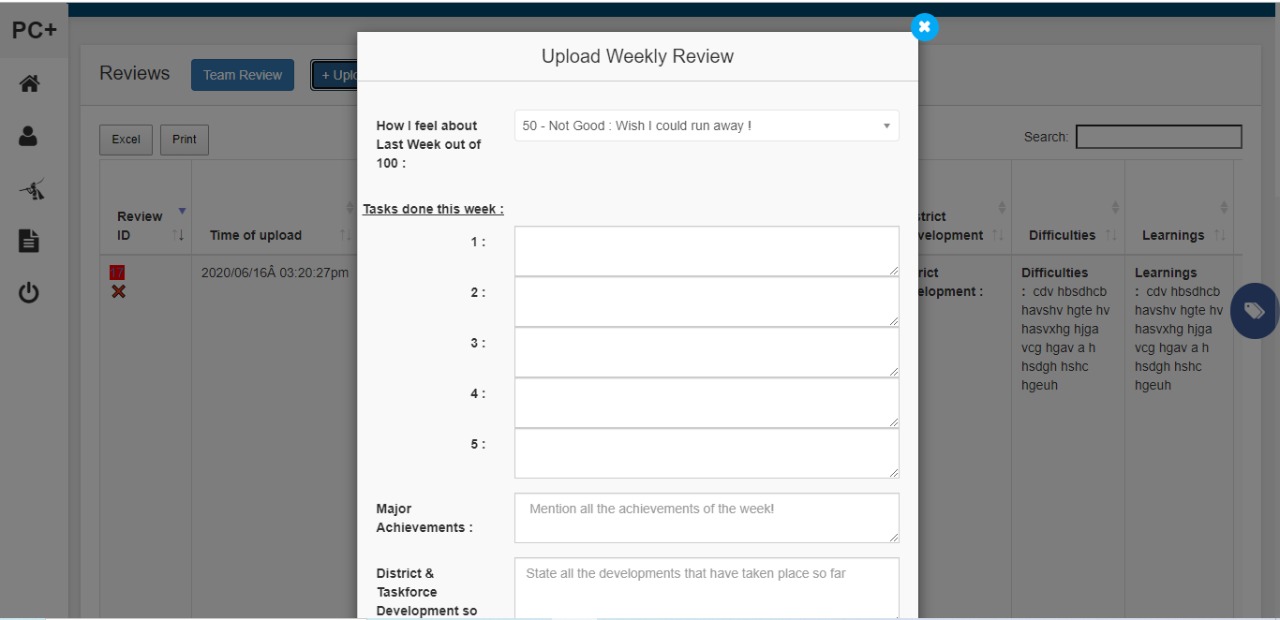 PC+
Reviews
Team Review
+ Uplo
Excel
Print
Search:
Review
ID
Time of upload
strict
velopment
Difficulties
Learnings
17
2020/06/16Â 03:20:27pm
rict
elopment :
Difficulties
: cdv hbsdhcb
havshv hgte hv
hasvxhg hjga
vcg hgav a h
hsdgh hshc
hgeuh
Learnings
: cdv hbsdhcb
havshv hgte hv
hasvxhg hjga
vcg hgav a h
hsdgh hshc
hgeuh
Upload Weekly Review
How I feel about
Last Week out of
100 :
50 - Not Good : Wish I could run away !
Tasks done this week :
1 :
2 :
3 :
4 :
5 :
Major
Achievements :
Mention all the achievements of the week!
District &
Taskforce
Development so
State all the developments that have taken place so far